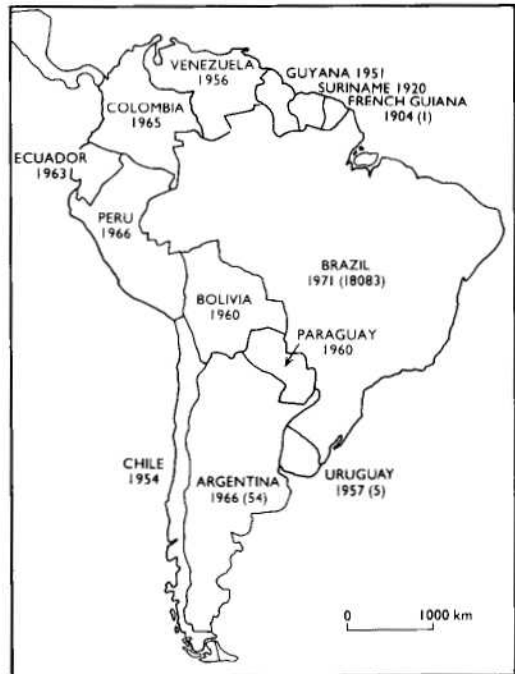 VENEZUELA
1956
GUYANA 1951
SURINAME 1920
FRENCH GUIANA
1904 (1)
COLOMBIA
1965
ECUADOR
1963
PERU
1966
BRAZIL
1971 (18083)
BOLIVIA
1960
PARAGUAY
1960
CHILE
1954
ARGENTINA
1966 (54)
URUGUAY
1957 (5)
0 1000 km